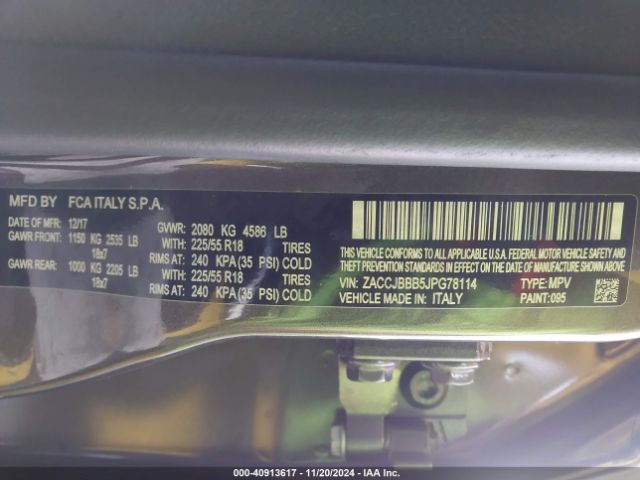 MFD BY FCA ITALY S.P.A.
DATE OF MFR: 12/17 GVWR: 2080 KG 4586 LB
GAWR FRONT: 1150 KG 2535 LB WITH: 225/55 R18 TIRES
18x7 RIMS AT: 240 KPA (35 PSI) COLD
GAWR REAR: 1000 KG 2205 LB WITH: 225/55 R18 TIRES
18x7 RIMS AT: 240 KPA (35 PSI) COLD
THIS VEHICLE CONFORMS TO ALL APPLICABLE U.S.A. FEDERAL MOTOR VEHICLE SAFETY
BUMPER AND THEFT PREVENTION STANDARDS IN EFFECT ON THE DATE OF MANUFACTURE SHOWN ABOVE.
VIN: ZACCJBBB5JPG78114 TYPE: MPV
VEHICLE MADE IN: ITALY PAINT: 095
000-40913617 - 11/20/2024 - IAA Inc.